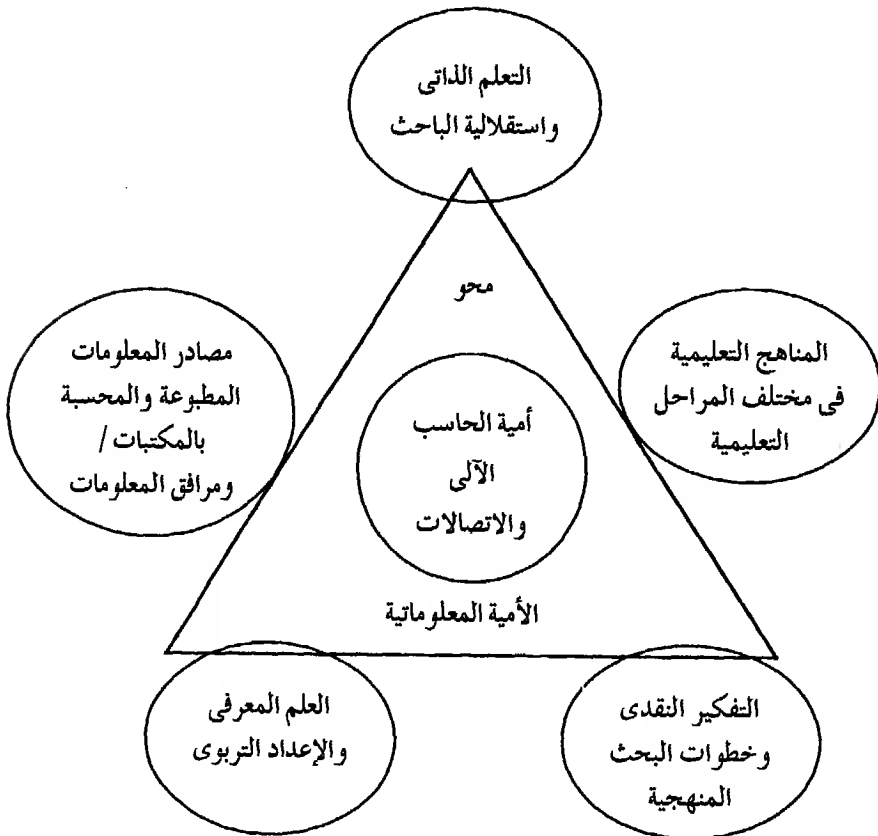 التعلم الذاتى
واستقلالية الباحث
محو
المناهج التعليمية
فى مختلف المراحل
التعليمية
مصادر المعلومات
المطبوعة والمحسبة
بالمكتبات /
ومرافق المعلومات
أمية الحاسب
الآلى
والاتصالات
الأمية المعلوماتية
التفكير النقدى
وخطوات البحث
المنهجية
العلم المعرفى
والإعداد التربوى